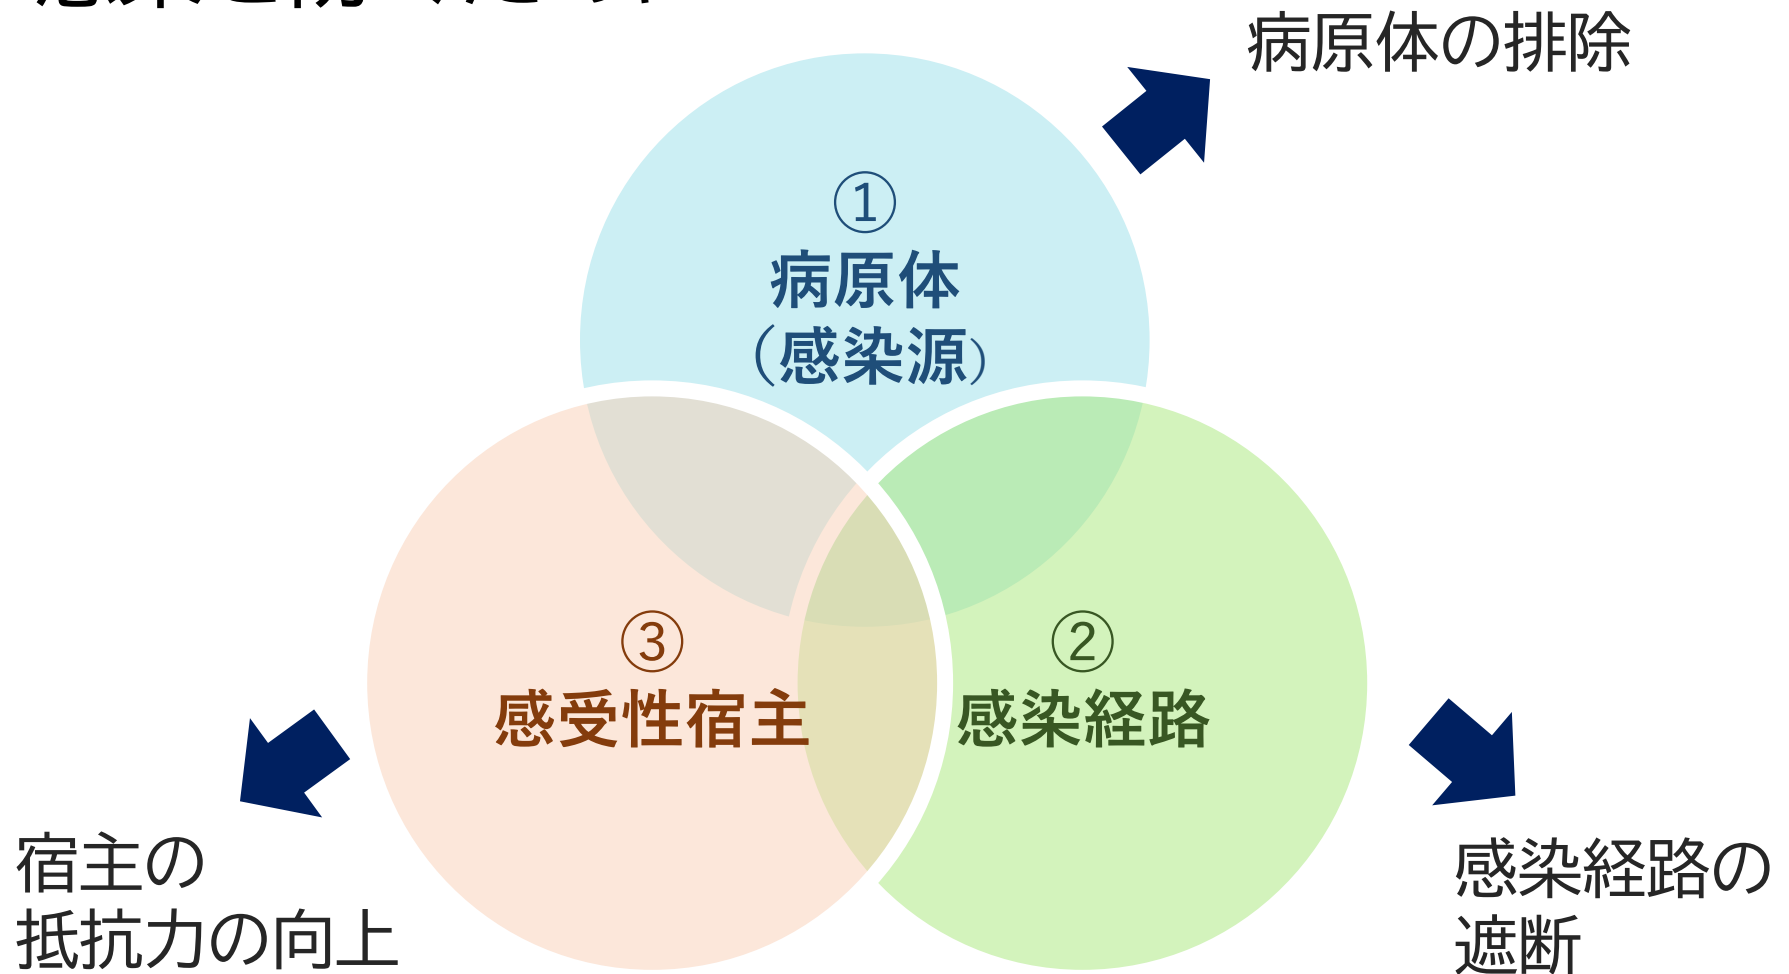 病原体の排除
①
病原体
（感染源）
③
感受性宿主
②
感染経路
宿主の
抵抗力の向上
感染経路の
遮断